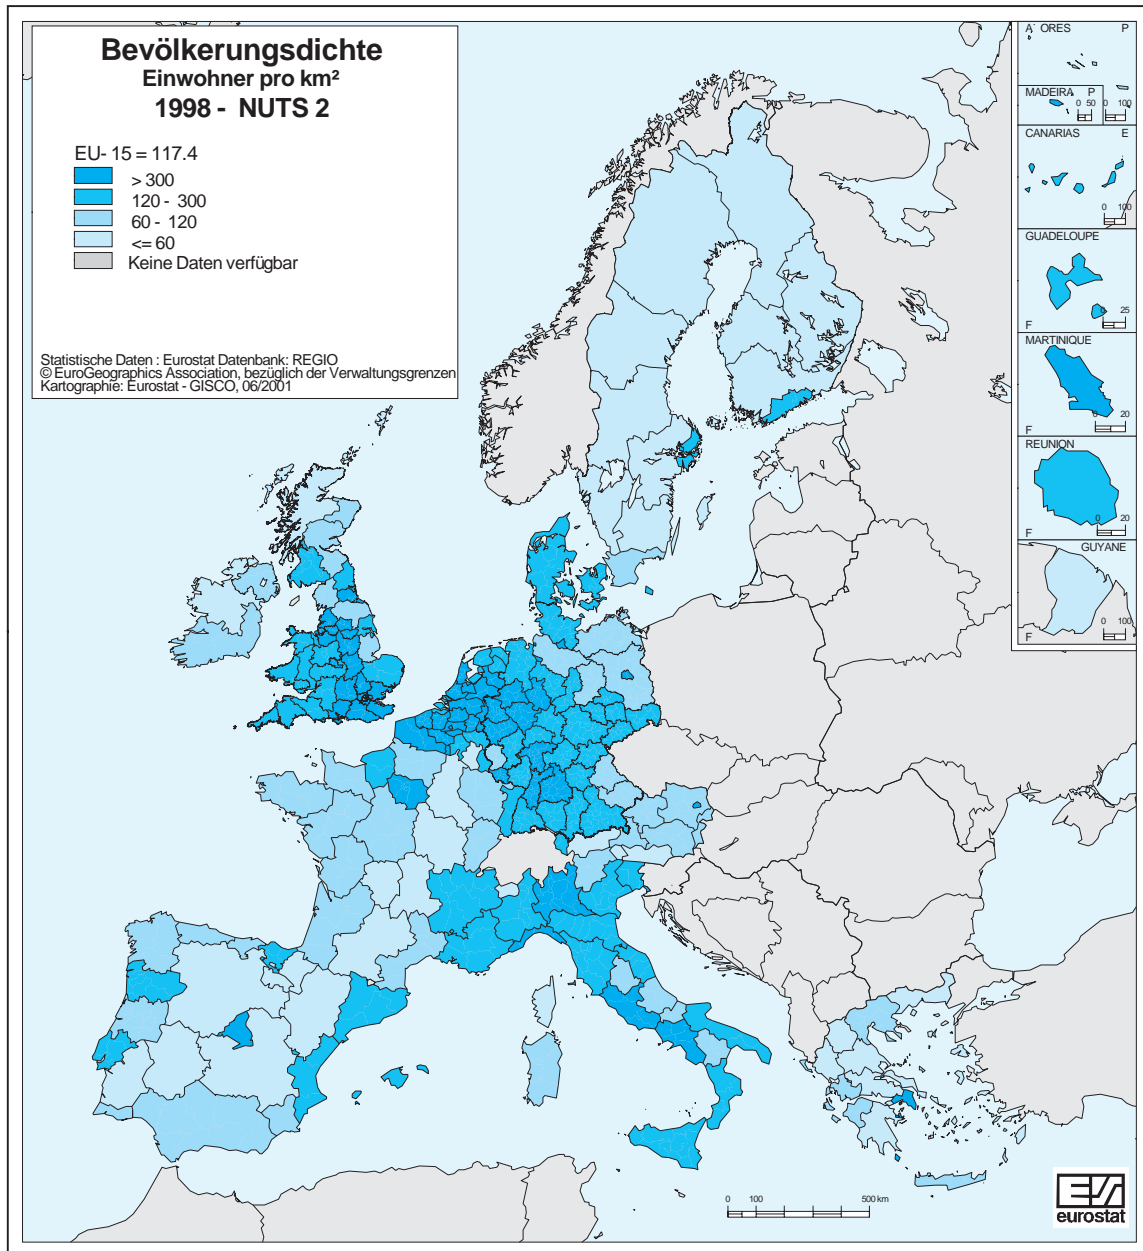 Bevölkerungsdichte
Einwohner pro km²
1998 - NUTS 2
EU- 15 = 117.4
> 300
120 - 300
60 - 120
<= 60
Keine Daten verfügbar
Statistische Daten : Eurostat Datenbank: REGIO
© EuroGeographics Association, bezüglich der Verwaltungsgrenzen
Kartographie: Eurostat - GISCO, 06/2001
A´ ORES P
MADEIRA P
0 50 0 100
CANARIAS E
0 100
GUADELOUPE
F 0 25
MARTINIQUE
F 0 20
REUNION
F 0 20
GUYANE
F 0 100
0 100 500 km
eurostat